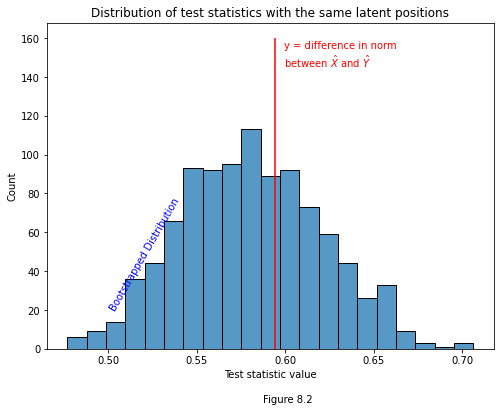 Distribution of test statistics with the same latent positions
y = difference in norm
between X̂ and Ŷ
Bootstrapped Distribution
Count
160
140
120
100
80
60
40
20
0
0.50 0.55 0.60 0.65 0.70
Test statistic value
Figure 8.2